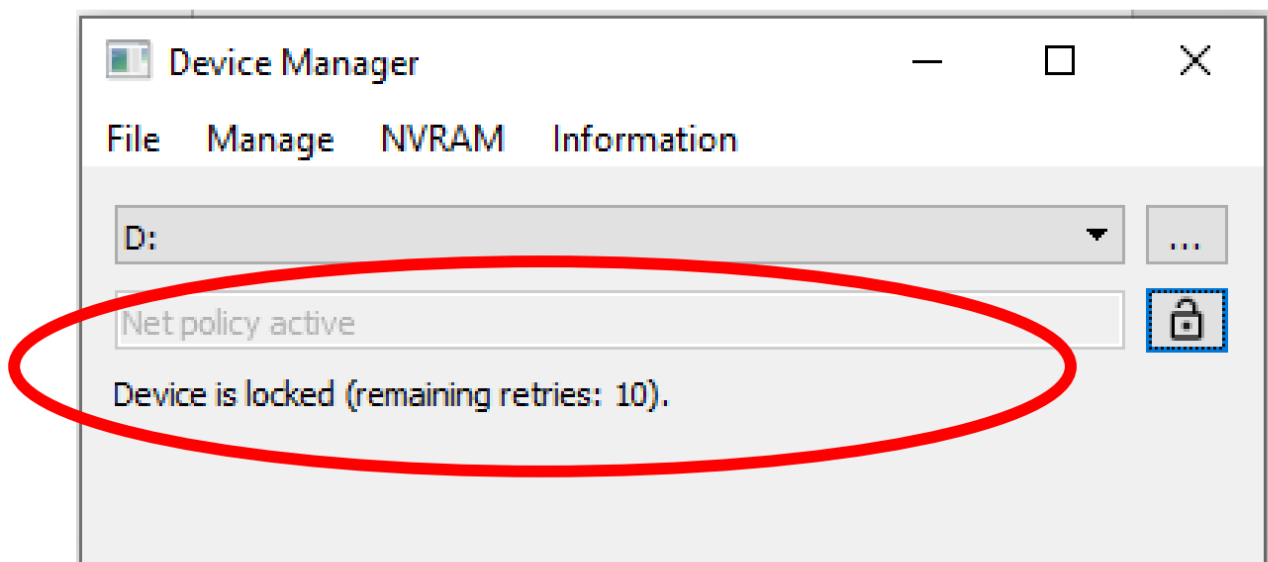 Device Manager
File Manage NVRAM Information
D:
...
Net policy active
Device is locked (remaining retries: 10).